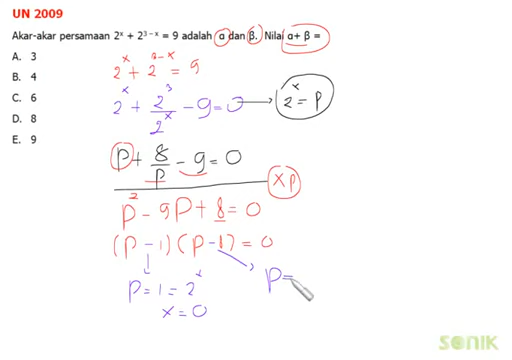 UN 2009
Akar-akar persamaan 2ˣ + 2³⁻ˣ = 9 adalah α dan β. Nilai α+ β =
A. 3
B. 4
C. 6
D. 8
E. 9
2ˣ + 2³⁻ˣ = 9
2ˣ + 2³/2ˣ - 9 = 0 → 2ˣ = P
P + 8/P - 9 = 0
x P
P² - 9P + 8 = 0
(P - 1) (P - 8) = 0
P = 1 = 2ˣ
P =
x = 0
SONIK